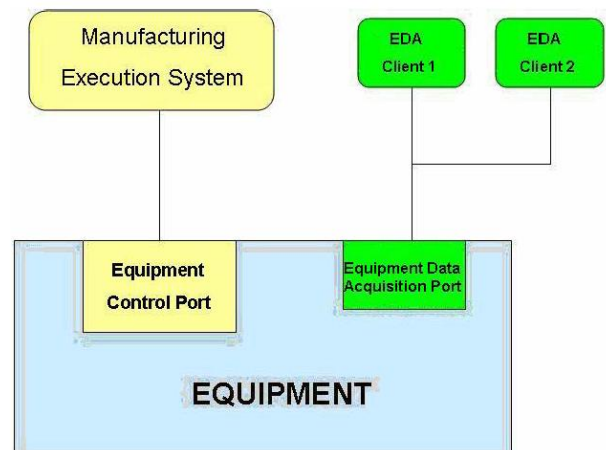 Manufacturing
Execution System
EDA
Client 1
EDA
Client 2
Equipment
Control Port
Equipment Data
Acquisition Port
EQUIPMENT